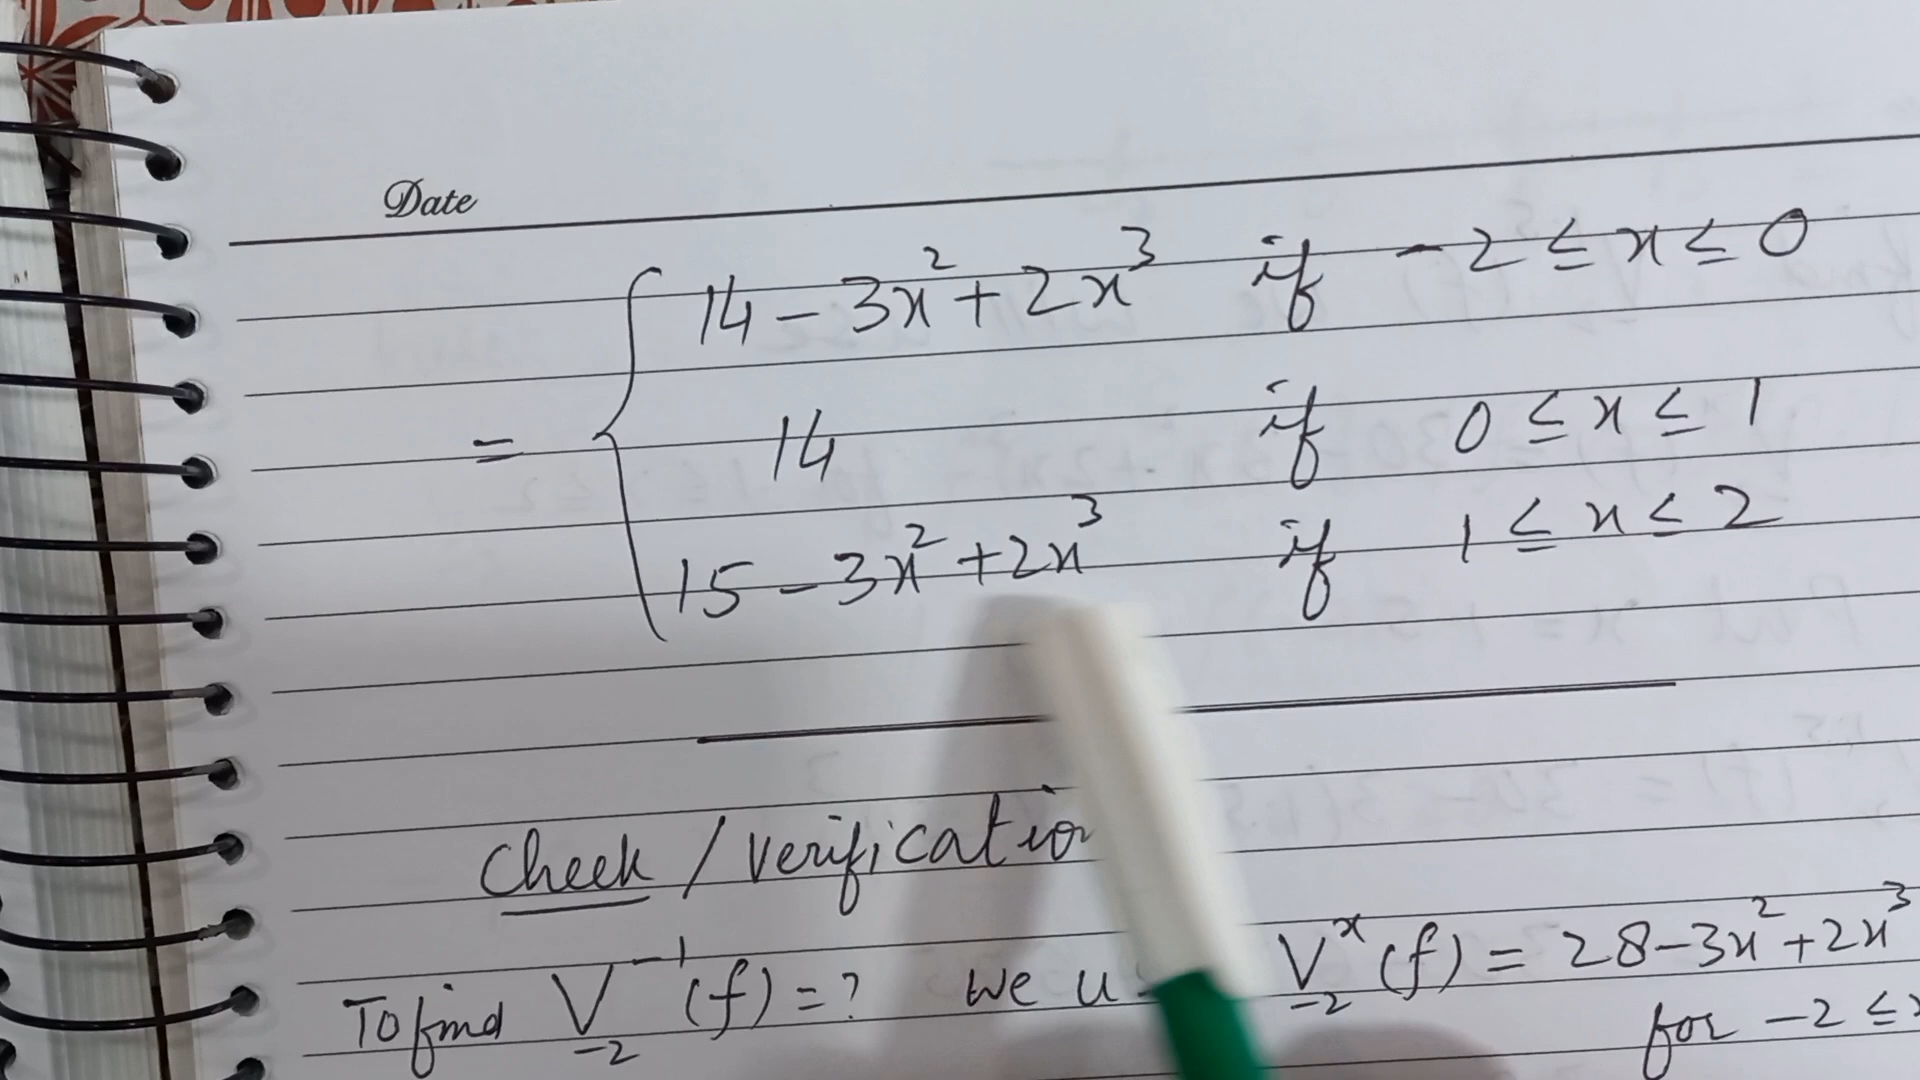 Date
= { 14 - 3x² + 2x³ if -2 ≤ x ≤ 0
14 if 0 ≤ x ≤ 1
15 - 3x² + 2x³ if 1 ≤ x ≤ 2
Check / Verification
To find V₋₂⁻¹(f) = ? We V₋₂ˣ(f) = 28 - 3x² + 2x³
for -2 ≤